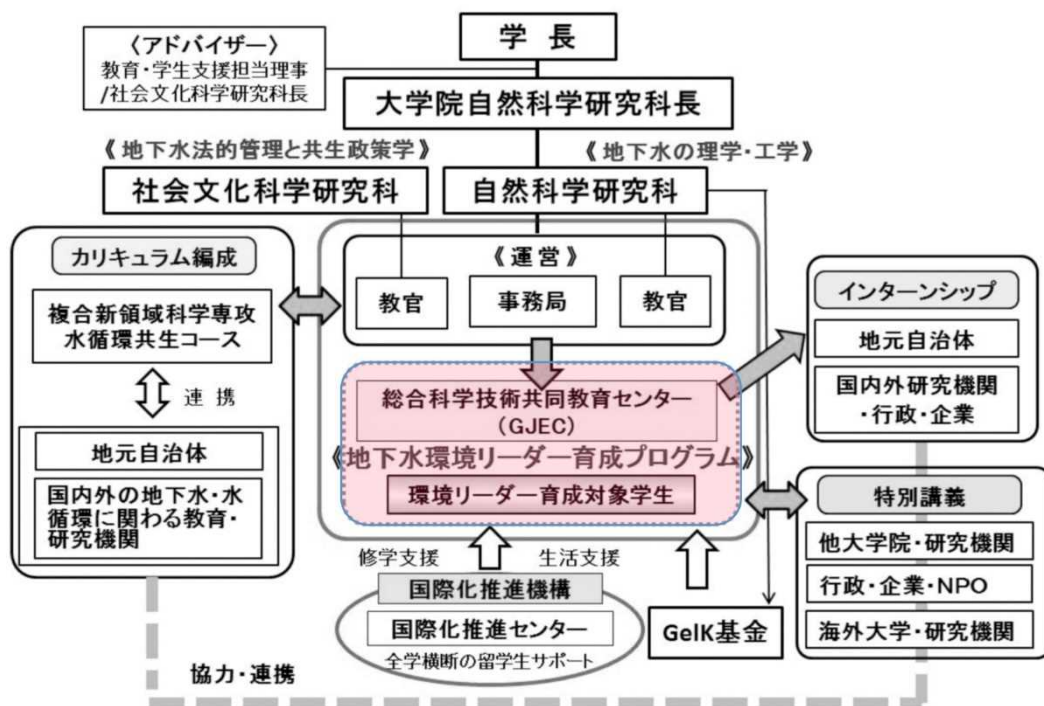 学 長
〈アドバイザー〉
教育・学生支援担当理事
/社会文化科学研究科長
大学院自然科学研究科長
《 地下水法的管理と共生政策学 》
《 地下水の理学・工学 》
社会文化科学研究科
自然科学研究科
カリキュラム編成
複合新領域科学専攻
水循環共生コース
連 携
地元自治体
国内外の地下水・水
循環に関わる教育・
研究機関
《 運営 》
教官
事務局
教官
総合科学技術共同教育センター
(GJEC)
《地下水環境リーダー育成プログラム》
環境リーダー育成対象学生
インターンシップ
地元自治体
国内外研究機関
・行政・企業
特別講義
他大学院・研究機関
行政・企業・NPO
海外大学・研究機関
修学支援
生活支援
国際化推進機構
国際化推進センター
全学横断の留学生サポート
GelK基金
協力・連携